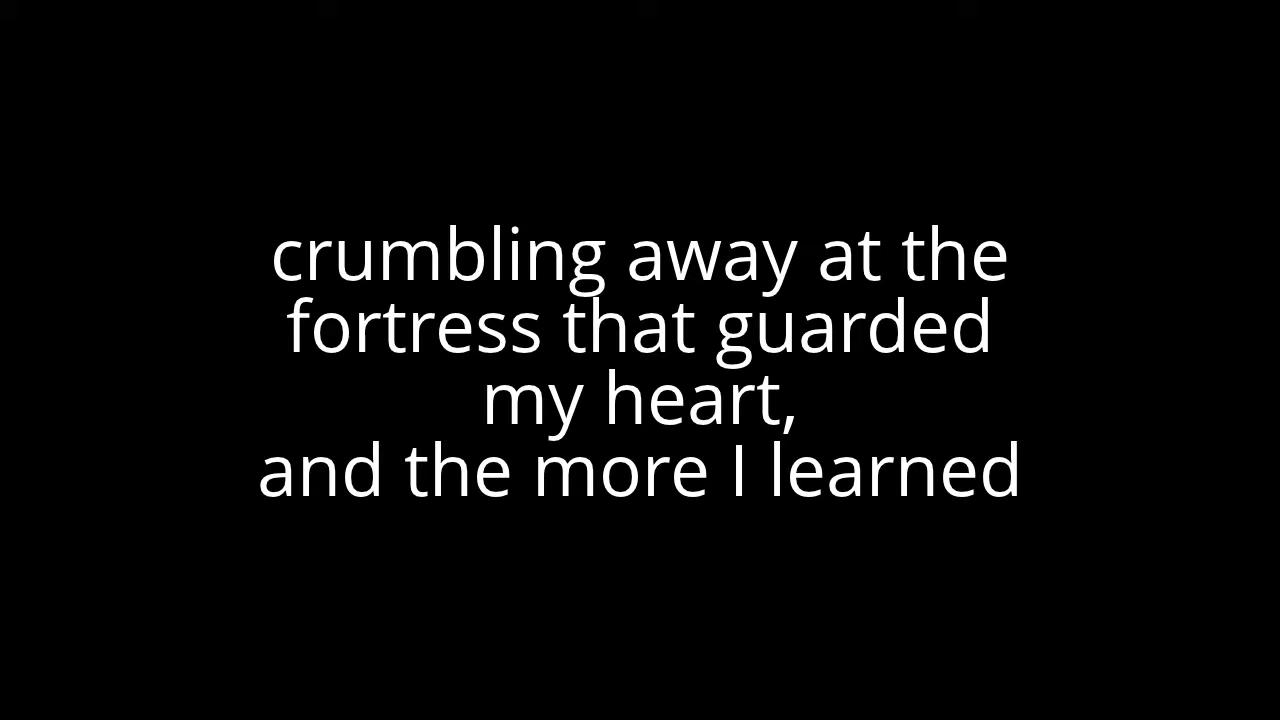 crumbling away at the
fortress that guarded
my heart,
and the more I learned